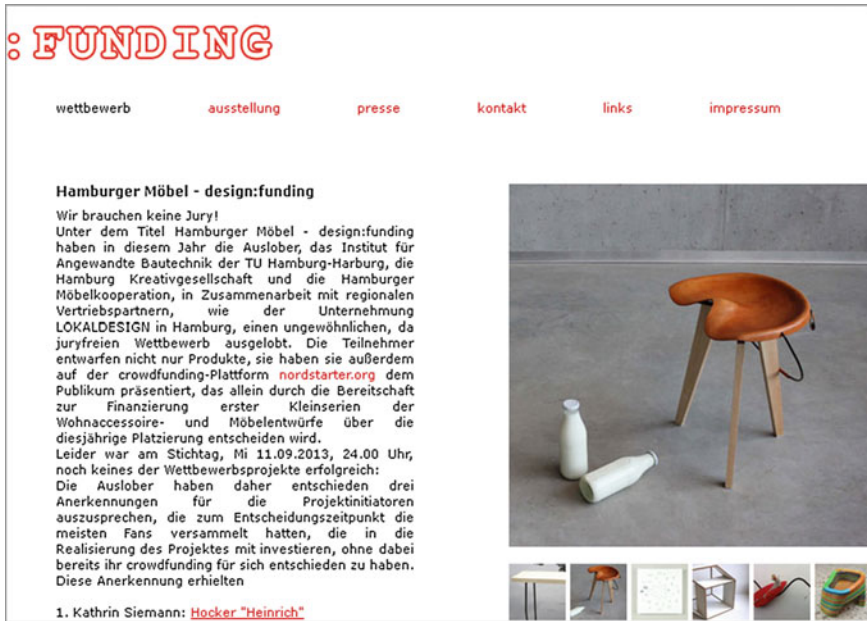 : FUNDING
wettbewerb ausstellung presse kontakt links impressum
Hamburger Möbel - design:funding
Wir brauchen keine Jury!
Unter dem Titel Hamburger Möbel - design:funding
haben in diesem Jahr die Auslober, das Institut für
Angewandte Bautechnik der TU Hamburg-Harburg, die
Hamburg Kreativgesellschaft und die Hamburger
Möbelkooperation, in Zusammenarbeit mit regionalen
Vertriebspartnern, wie der Unternehmung
LOKALDESIGN in Hamburg, einen ungewöhnlichen, da
juryfreien Wettbewerb ausgelobt. Die Teilnehmer
entwarfen nicht nur Produkte, sie haben sie außerdem
auf der crowdfunding-Plattform nordstarter.org dem
Publikum präsentiert, das allein durch die Bereitschaft
zur Finanzierung erster Kleinserien der
Wohnaccessoire- und Möbelentwürfe über die
diesjährige Platzierung entscheiden wird.
Leider war am Stichtag, Mi 11.09.2013, 24.00 Uhr,
noch keines der Wettbewerbsprojekte erfolgreich:
Die Auslober haben daher entschieden drei
Anerkennungen für die Projektinitiatoren
auszusprechen, die zum Entscheidungszeitpunkt die
meisten Fans versammelt hatten, die in die
Realisierung des Projektes mit investieren, ohne dabei
bereits ihr crowdfunding für sich entschieden zu haben.
Diese Anerkennung erhielten
1. Kathrin Siemann: Hocker "Heinrich"